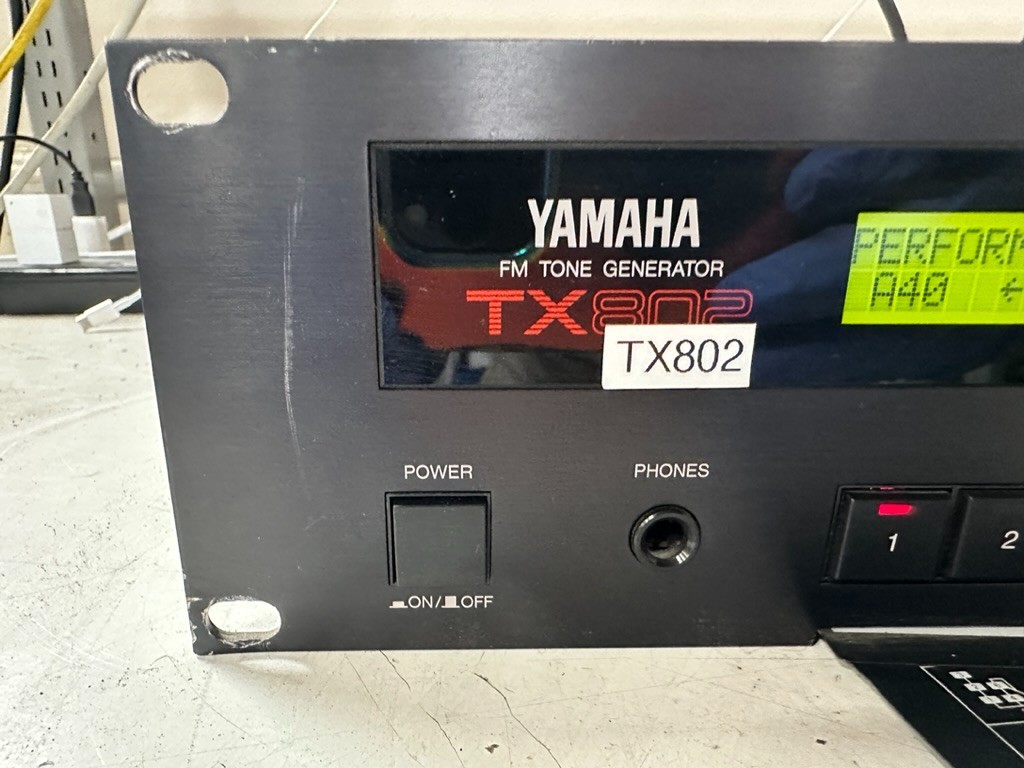 YAMAHA
FM TONE GENERATOR
TX802
TX802
PERFORM
A40
POWER
PHONES
ON/OFF
1
2